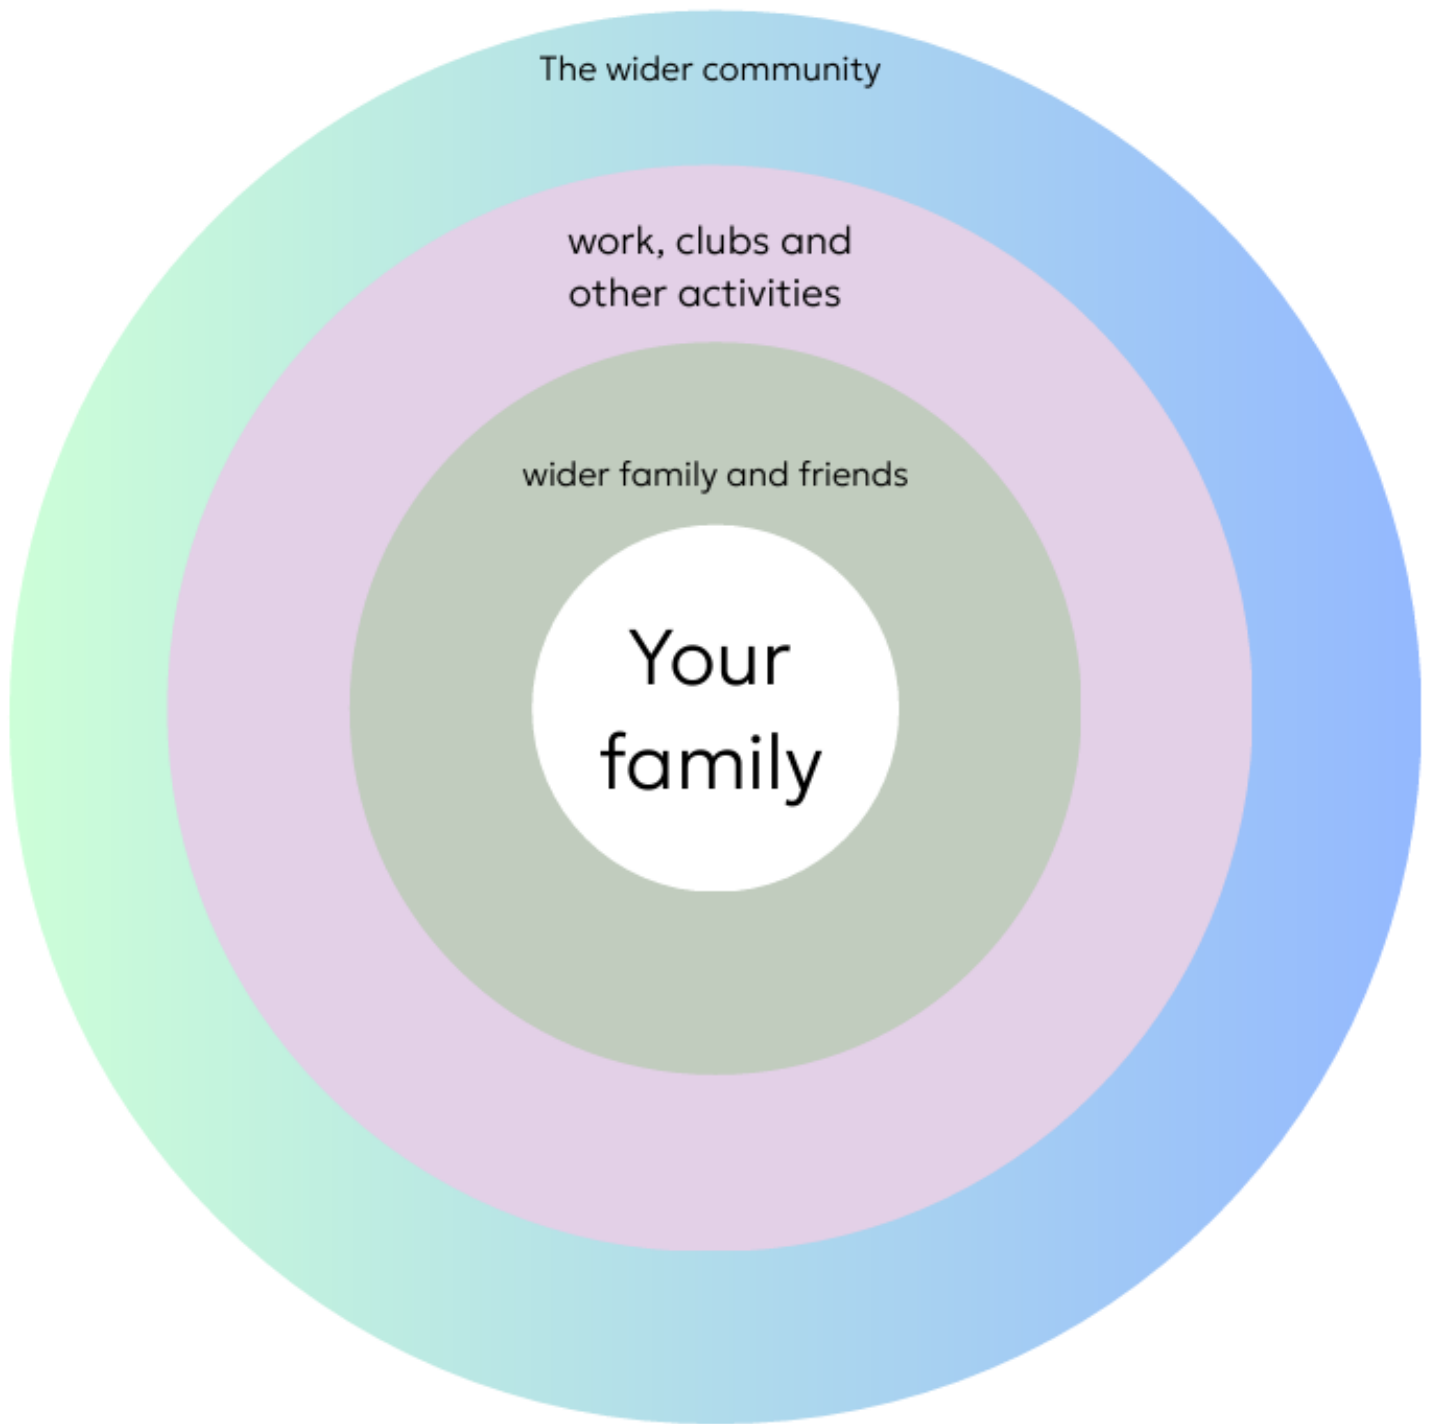 The wider community
work, clubs and
other activities
wider family and friends
Your
family